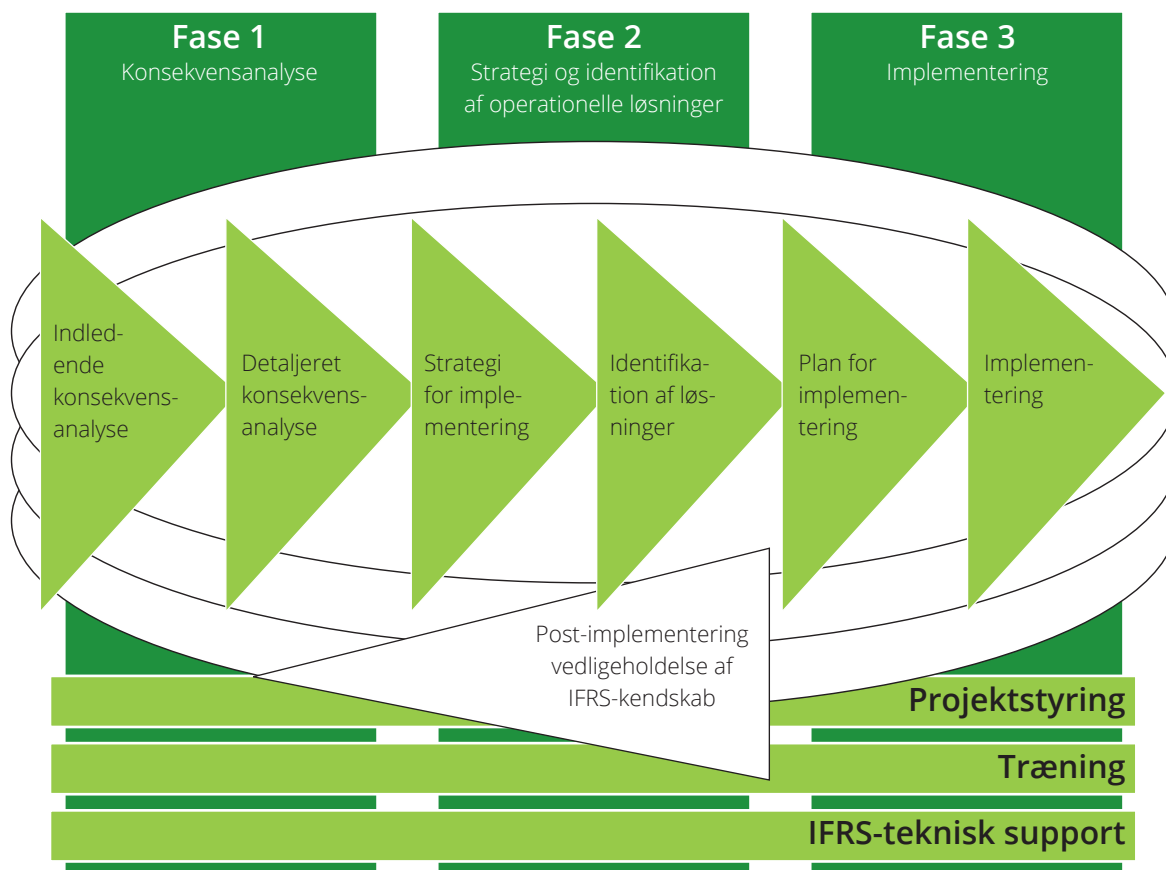 Fase 1
Konsekvensanalyse
Fase 2
Strategi og identifikation
af operationelle løsninger
Fase 3
Implementering
Indled-
ende
konsekvens-
analyse
Detaljeret
konsekvens-
analyse
Strategi
for imple-
mentering
Identifika-
tion af løs-
ninger
Plan for
implemen-
tering
Implemen-
tering
Post-implementering
vedligeholdelse af
IFRS-kendskab
Projektstyring
Træning
IFRS-teknisk support